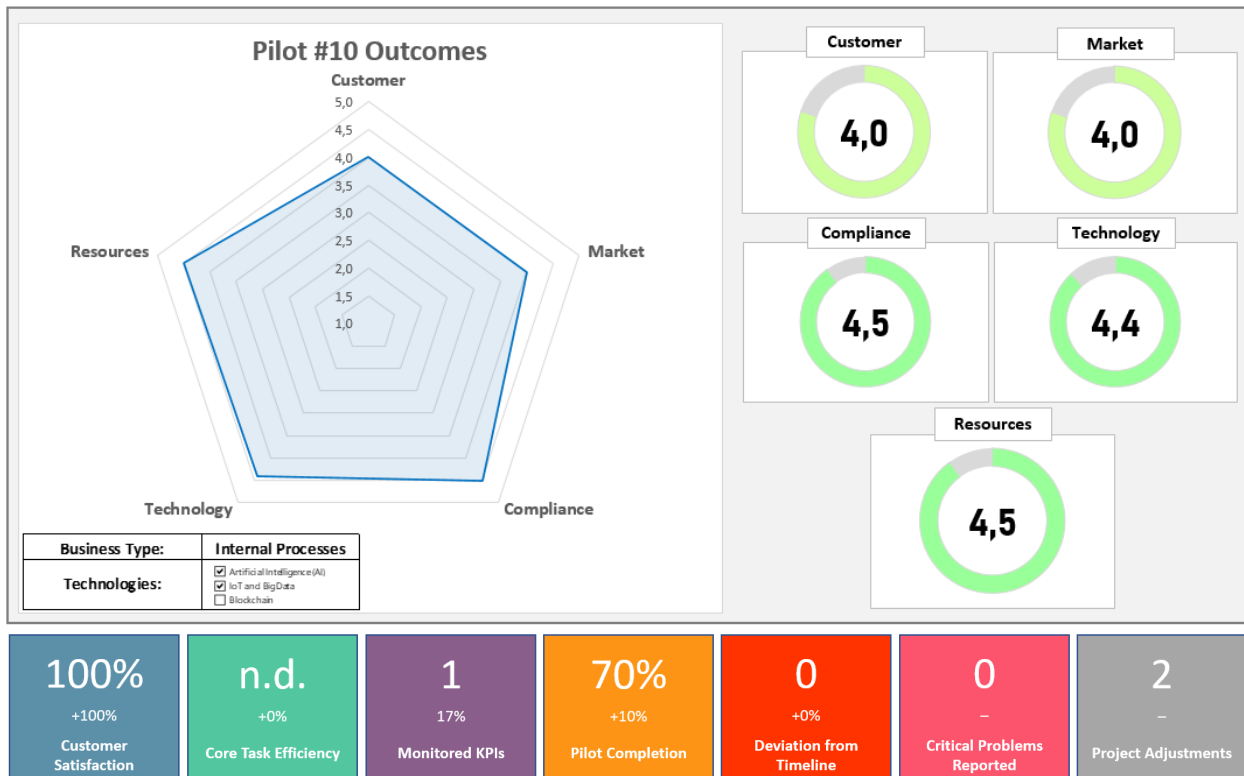 Pilot #10 Outcomes
Customer
5,0
4,5
4,0
3,5
3,0
2,5
2,0
1,5
1,0
Resources
Market
Technology
Compliance
Business Type:
Internal Processes
Technologies:
Artificial Intelligence (AI)
IoT and BigData
Blockchain
Customer
4,0
Market
4,0
Compliance
4,5
Technology
4,4
Resources
4,5
100%
+100%
Customer
Satisfaction
n.d.
+0%
Core Task Efficiency
1
17%
Monitored KPIs
70%
+10%
Pilot Completion
0
+0%
Deviation from
Timeline
0
–
Critical Problems
Reported
2
–
Project Adjustments